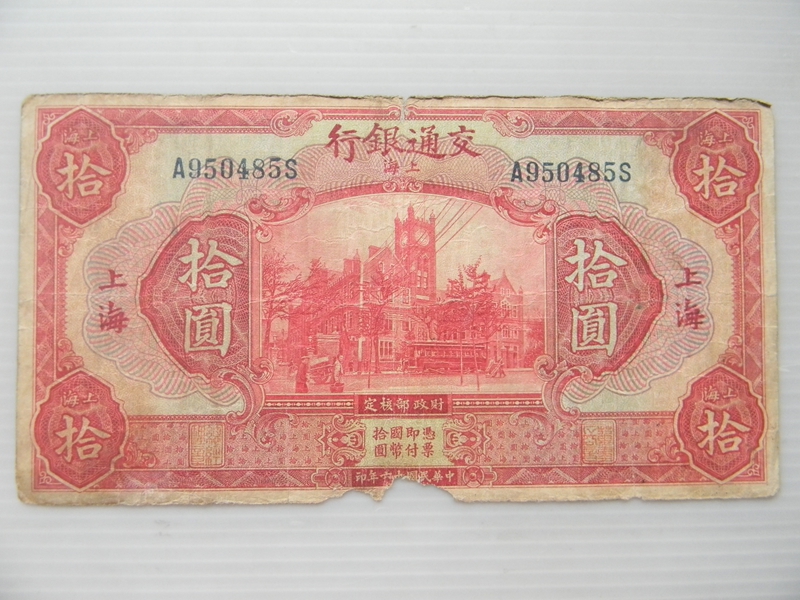 上海
拾
交通銀行
上海
上海
拾
A950485S
A950485S
拾圓
上海
拾圓
上海
財政部核定
上海
拾
憑票
即付
國幣
拾圓
上海
拾
中華民國十六年印